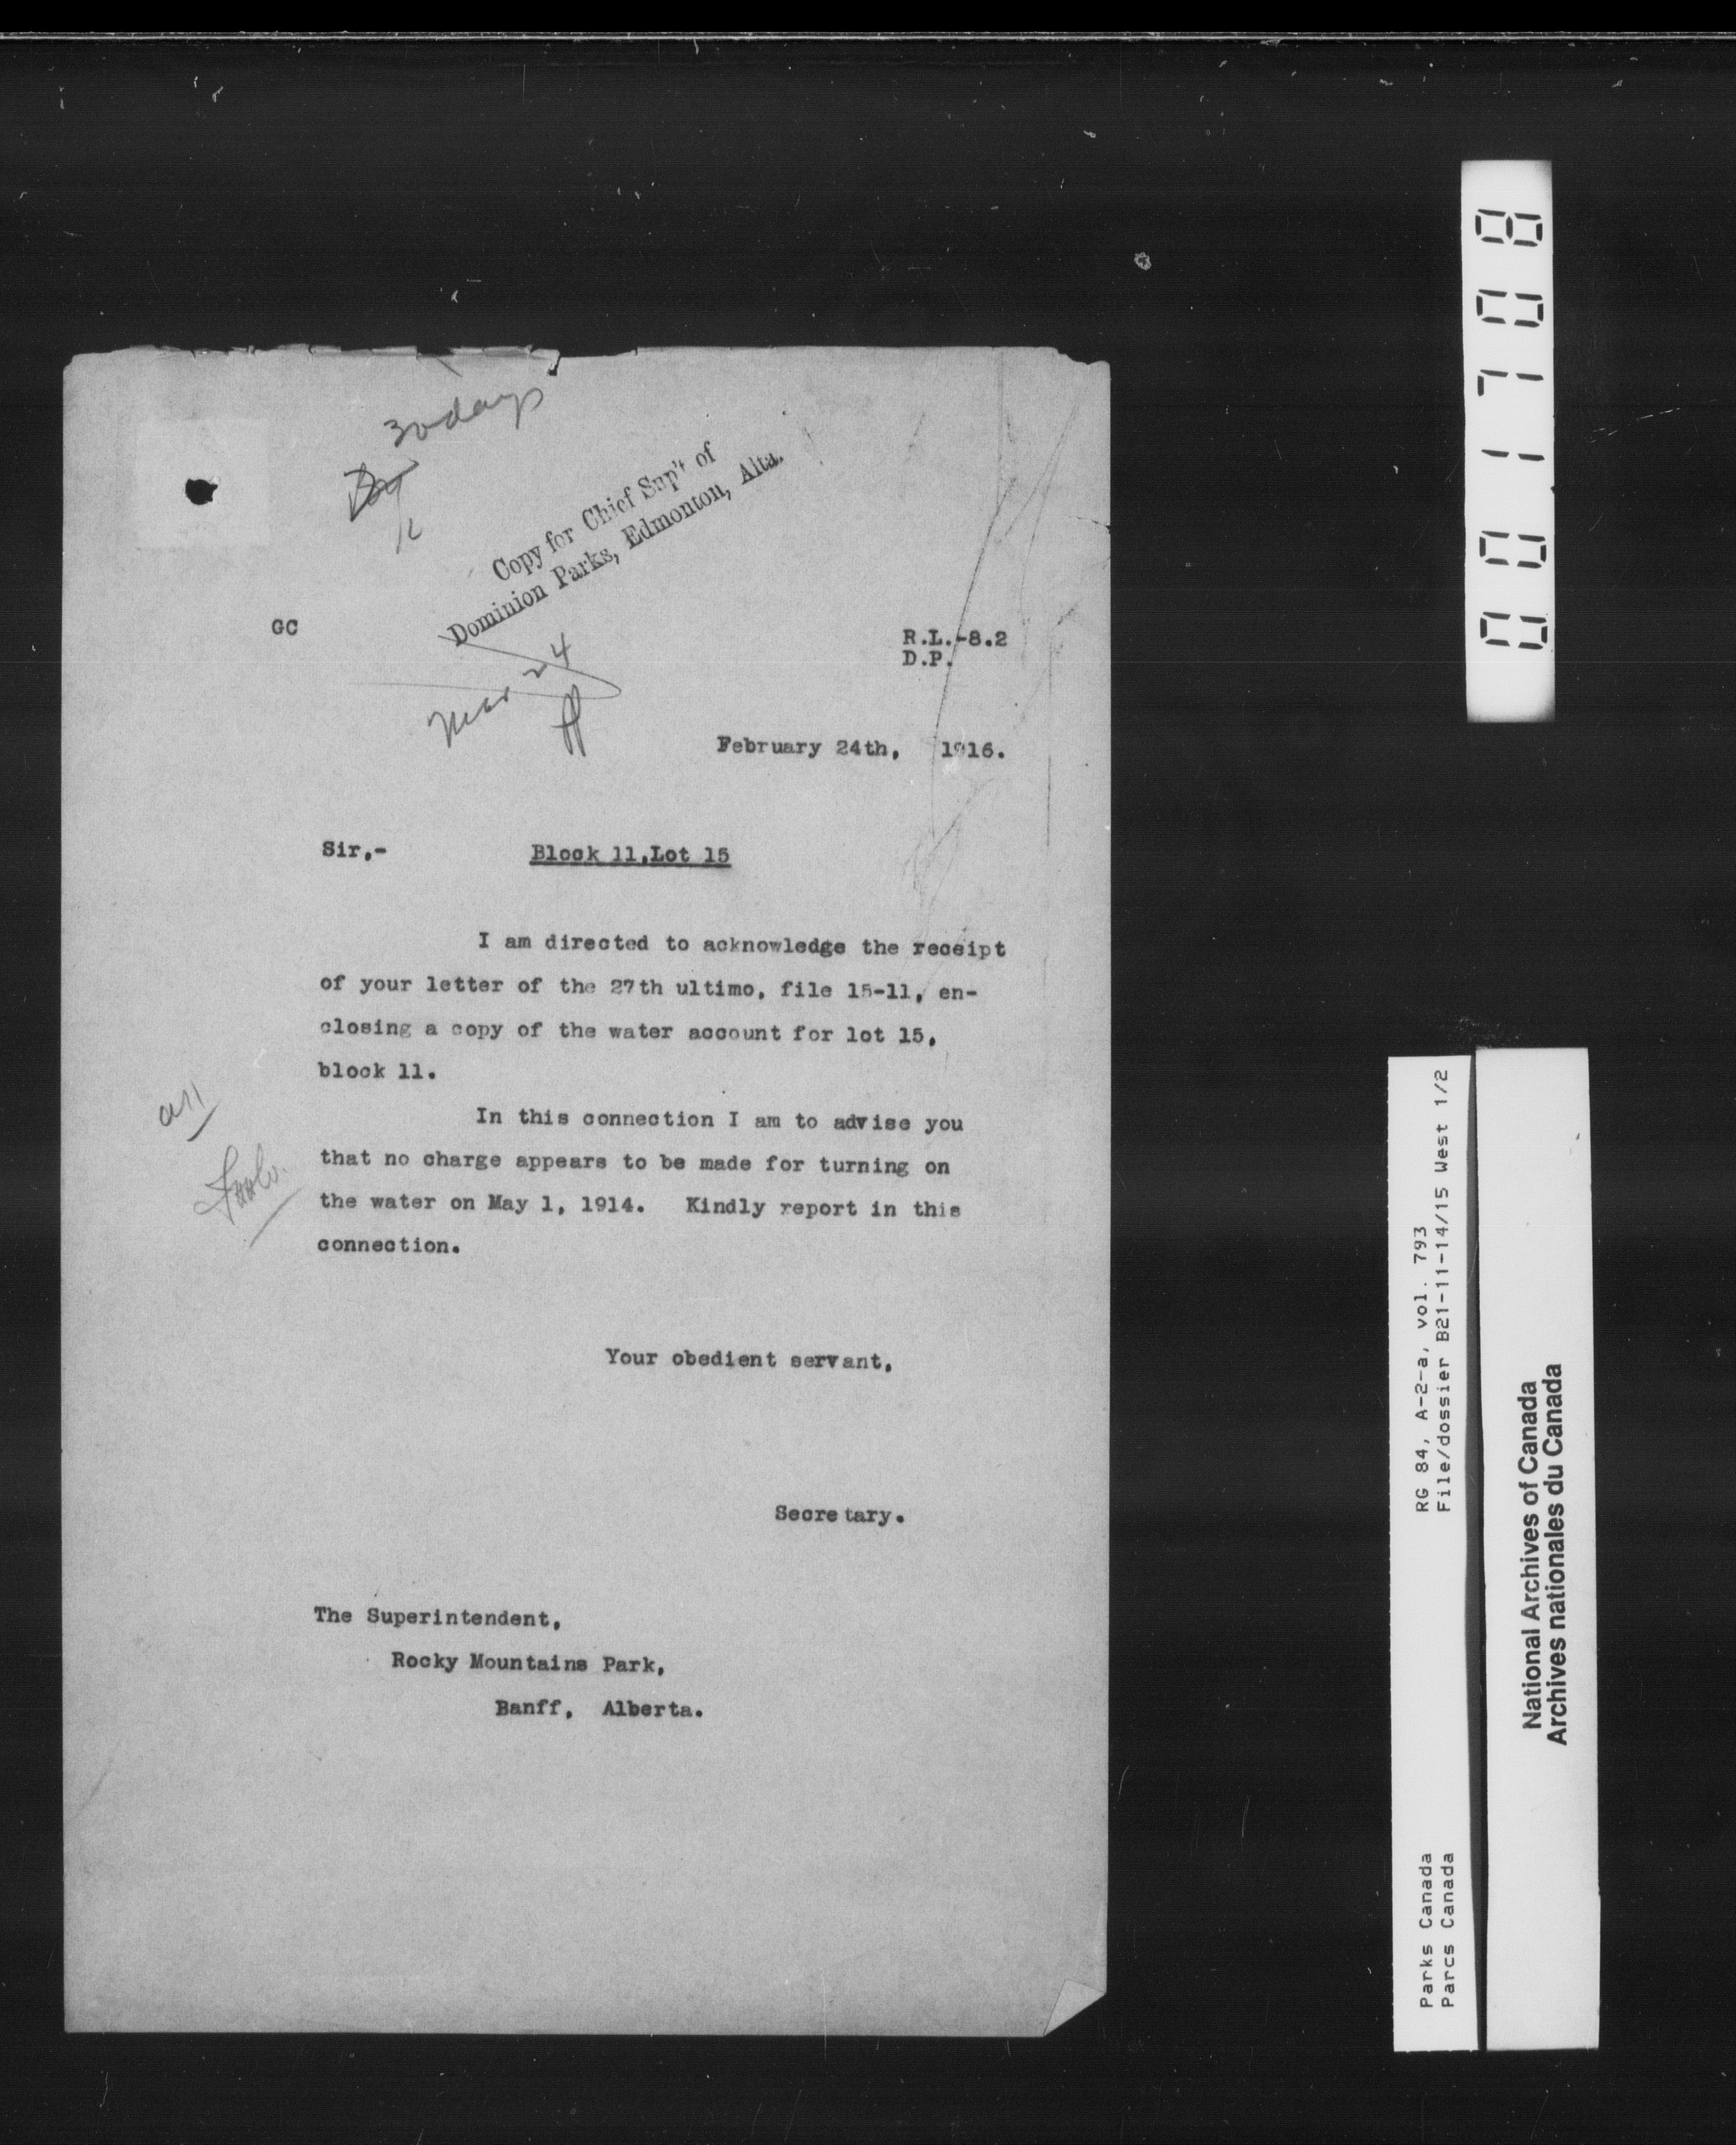 30 days
Copy for Chief Sup't of
Dominion Parks, Edmonton, Alta.
GC
R.L.-8.2
D.P.
Mar 24
February 24th, 1916.
Sir,- Block 11,Lot 15
I am directed to acknowledge the receipt
of your letter of the 27th ultimo, file 15-11, en-
closing a copy of the water account for lot 15,
block 11.
In this connection I am to advise you
that no charge appears to be made for turning on
the water on May 1, 1914. Kindly report in this
connection.
Your obedient servant,
Secretary.
The Superintendent,
Rocky Mountains Park,
Banff, Alberta.
001708
RG 84, A-2-a, vol. 793
File/dossier B21-11-14/15 West 1/2
Parks Canada
Parcs Canada
National Archives of Canada
Archives nationales du Canada